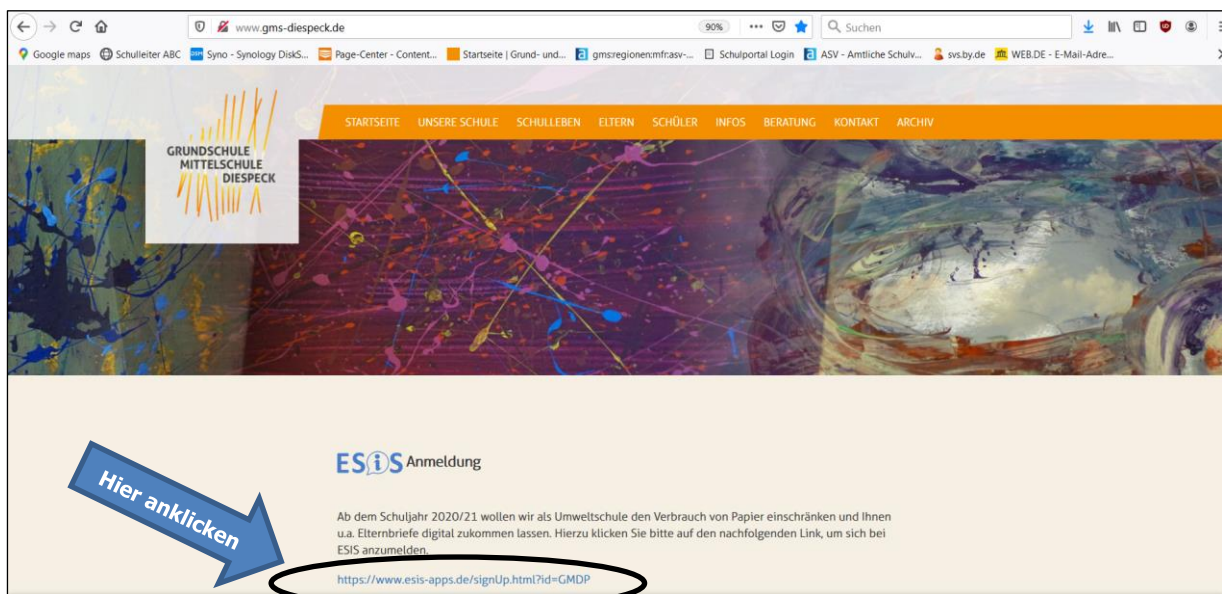 www.gms-diespeck.de
90%
Suchen
Google maps
Schulleiter ABC
Syno - Synology DiskS...
Page-Center - Content...
Startseite | Grund- und...
gms:regionen:mfr:asv-...
Schulportal Login
ASV - Amtliche Schulv...
svs.by.de
WEB.DE - E-Mail-Adre...
STARTSEITE UNSERE SCHULE SCHULLEBEN ELTERN SCHÜLER INFOS BERATUNG KONTAKT ARCHIV
GRUNDSCHULE
MITTELSCHULE
DIESPECK
ESiS Anmeldung
Hier anklicken
Ab dem Schuljahr 2020/21 wollen wir als Umweltschule den Verbrauch von Papier einschränken und Ihnen
u.a. Elternbriefe digital zukommen lassen. Hierzu klicken Sie bitte auf den nachfolgenden Link, um sich bei
ESIS anzumelden.
https://www.esis-apps.de/signUp.html?id=GMDP